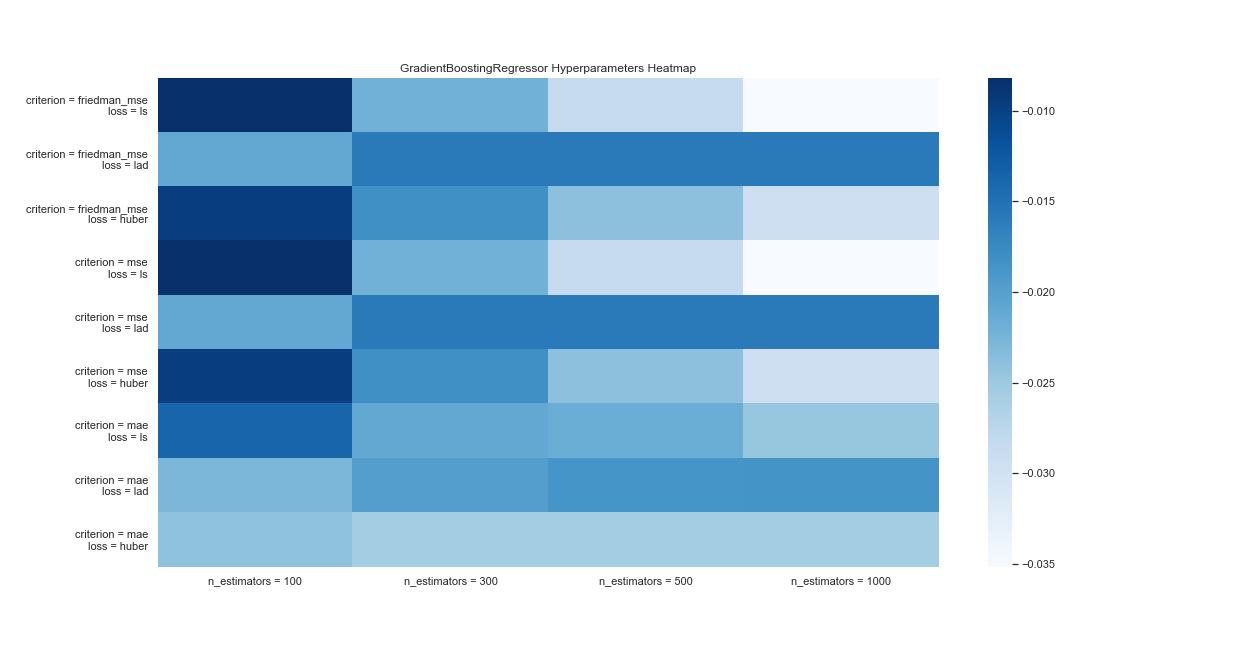 GradientBoostingRegressor Hyperparameters Heatmap
criterion = friedman_mse
loss = ls
criterion = friedman_mse
loss = lad
criterion = friedman_mse
loss = huber
criterion = mse
loss = ls
criterion = mse
loss = lad
criterion = mse
loss = huber
criterion = mae
loss = ls
criterion = mae
loss = lad
criterion = mae
loss = huber
n_estimators = 100
n_estimators = 300
n_estimators = 500
n_estimators = 1000
−0.010
−0.015
−0.020
−0.025
−0.030
−0.035